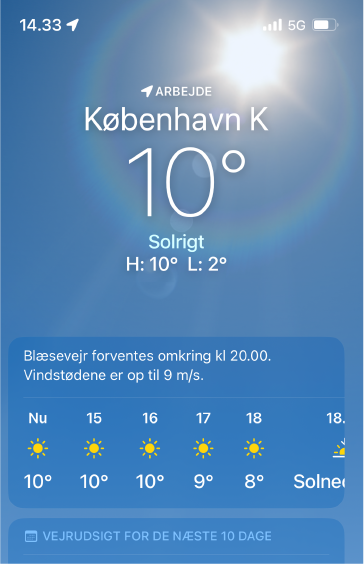 14.33 5G
ARBEJDE
København K
10°
Solrigt
H: 10° L: 2°
Blæsevejr forventes omkring kl 20.00.
Vindstødene er op til 9 m/s.
Nu 15 16 17 18 18.
10° 10° 10° 9° 8°
VEJRUDSIGT FOR DE NÆSTE 10 DAGE